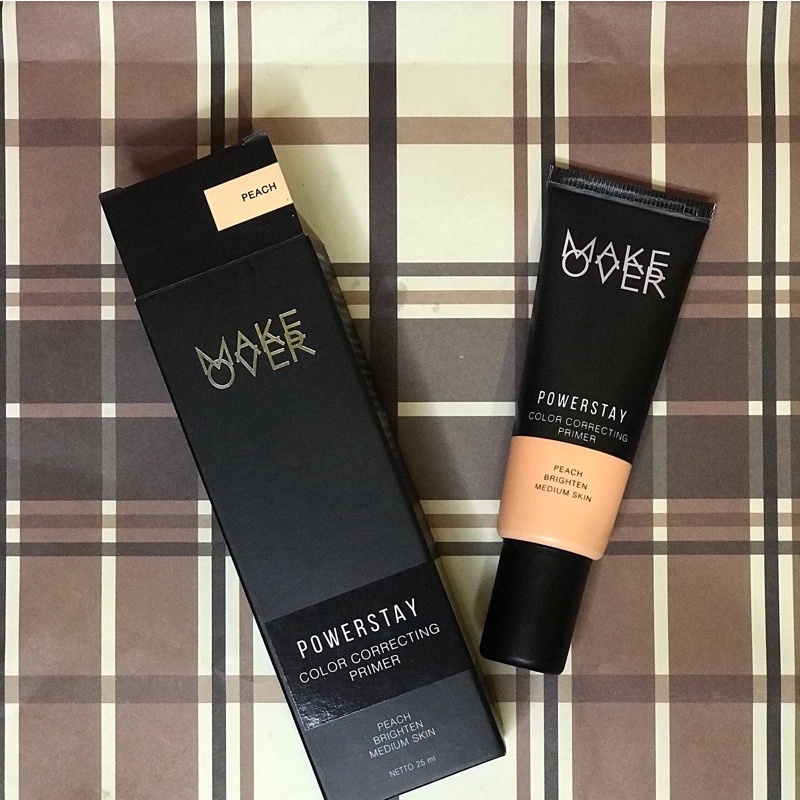 PEACH
MAKE
OVER
POWERSTAY
COLOR CORRECTING
PRIMER
PEACH
BRIGHTEN
MEDIUM SKIN
NETTO 25 ml
MAKE
OVER
POWERSTAY
COLOR CORRECTING
PRIMER
PEACH
BRIGHTEN
MEDIUM SKIN